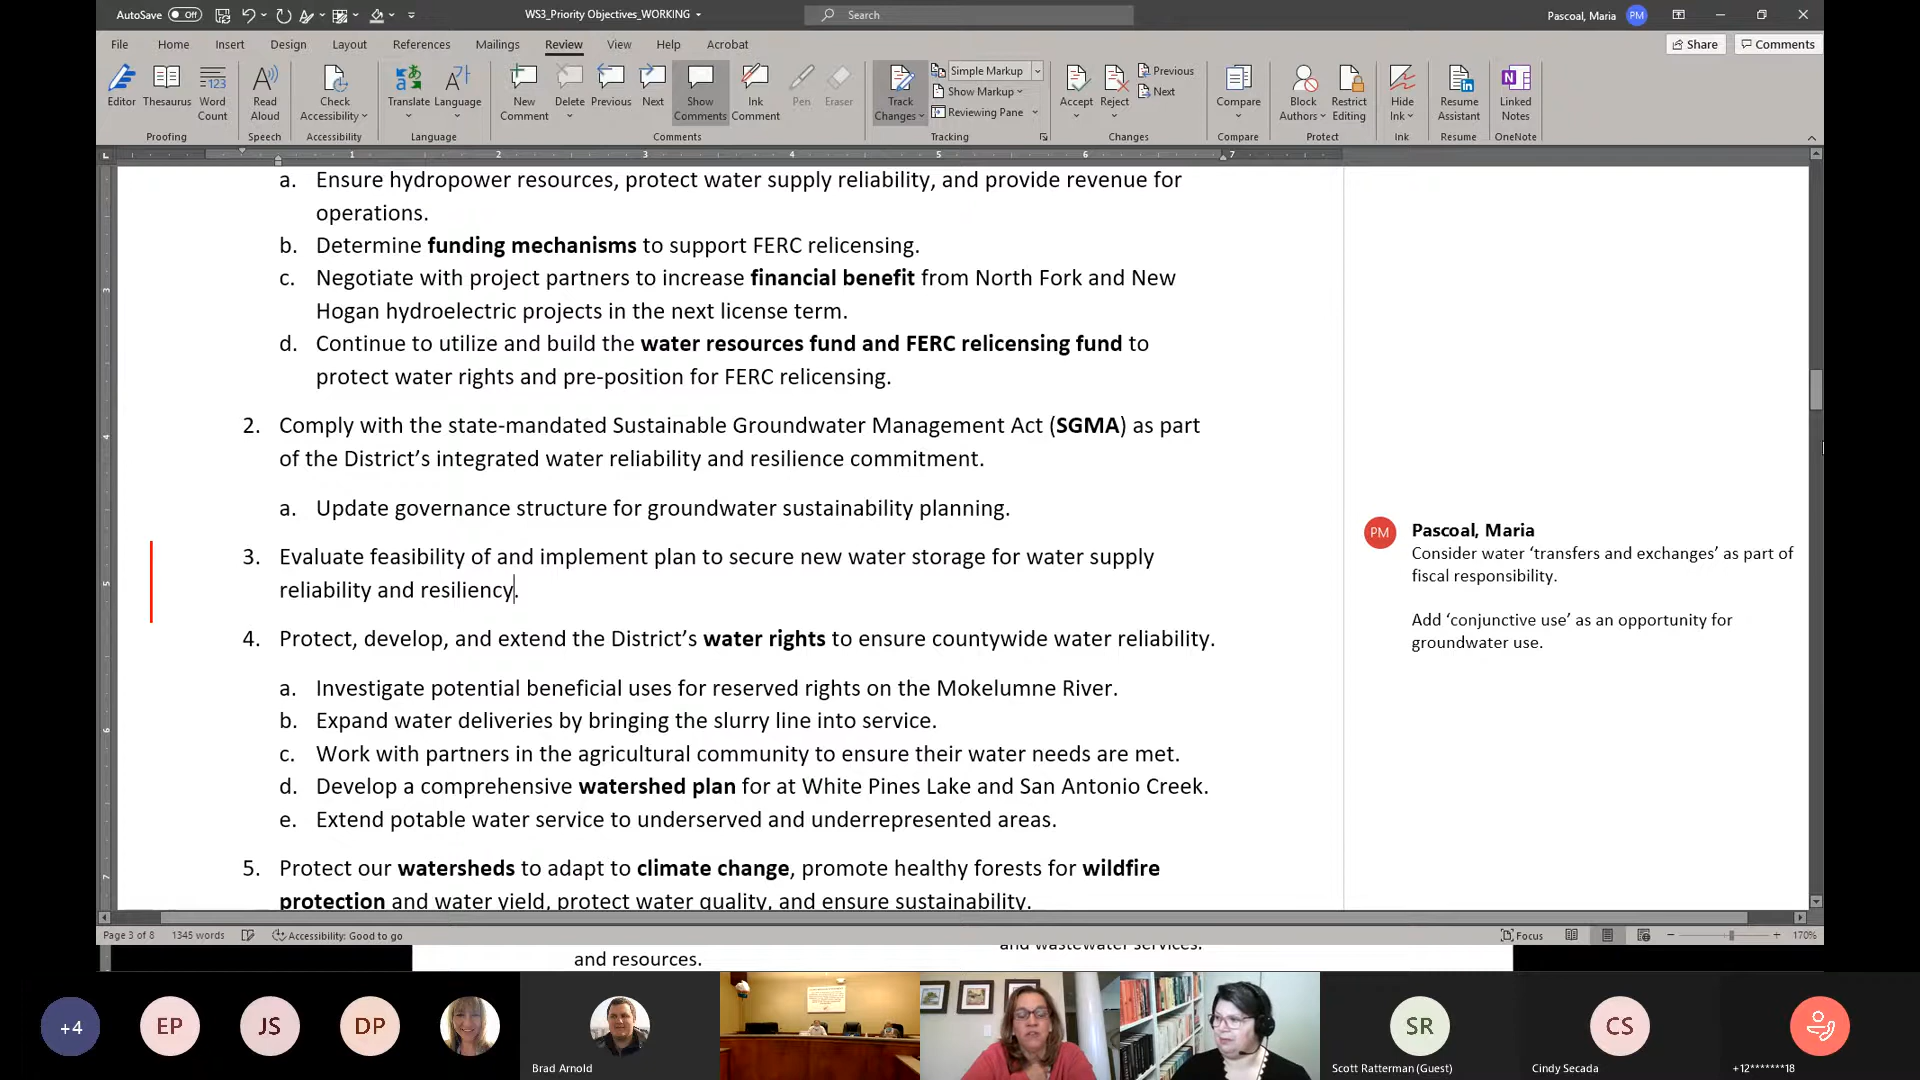 AutoSave Off
WS3_Priority Objectives_WORKING
Search
Pascoal, Maria PM
File Home Insert Design Layout References Mailings Review View Help Acrobat
Share Comments
Editor
Thesaurus
Word Count
Proofing
Read Aloud
Speech
Check Accessibility
Accessibility
Translate
Language
Language
New Comment
Delete
Previous
Next
Show Comments
Ink Comment
Pen
Eraser
Comments
Track Changes
Simple Markup
Show Markup
Reviewing Pane
Tracking
Accept
Reject
Previous
Next
Changes
Compare
Compare
Block Authors
Restrict Editing
Protect
Hide Ink
Ink
Resume Assistant
Resume
Linked Notes
OneNote
1 2 3 4 5 6 7
a. Ensure hydropower resources, protect water supply reliability, and provide revenue for
operations.
b. Determine funding mechanisms to support FERC relicensing.
c. Negotiate with project partners to increase financial benefit from North Fork and New
Hogan hydroelectric projects in the next license term.
d. Continue to utilize and build the water resources fund and FERC relicensing fund to
protect water rights and pre-position for FERC relicensing.
2. Comply with the state-mandated Sustainable Groundwater Management Act (SGMA) as part
of the District’s integrated water reliability and resilience commitment.
a. Update governance structure for groundwater sustainability planning.
3. Evaluate feasibility of and implement plan to secure new water storage for water supply
reliability and resiliency.
4. Protect, develop, and extend the District’s water rights to ensure countywide water reliability.
a. Investigate potential beneficial uses for reserved rights on the Mokelumne River.
b. Expand water deliveries by bringing the slurry line into service.
c. Work with partners in the agricultural community to ensure their water needs are met.
d. Develop a comprehensive watershed plan for at White Pines Lake and San Antonio Creek.
e. Extend potable water service to underserved and underrepresented areas.
5. Protect our watersheds to adapt to climate change, promote healthy forests for wildfire
protection and water yield, protect water quality, and ensure sustainability.
PM Pascoal, Maria
Consider water ‘transfers and exchanges’ as part of
fiscal responsibility.
Add ‘conjunctive use’ as an opportunity for
groundwater use.
Page 3 of 8 1345 words Accessibility: Good to go
Focus 170%
and wastewater services.
and resources.
+4
EP
JS
DP
Brad Arnold
SR
Scott Ratterman (Guest)
CS
Cindy Secada
+12*******18